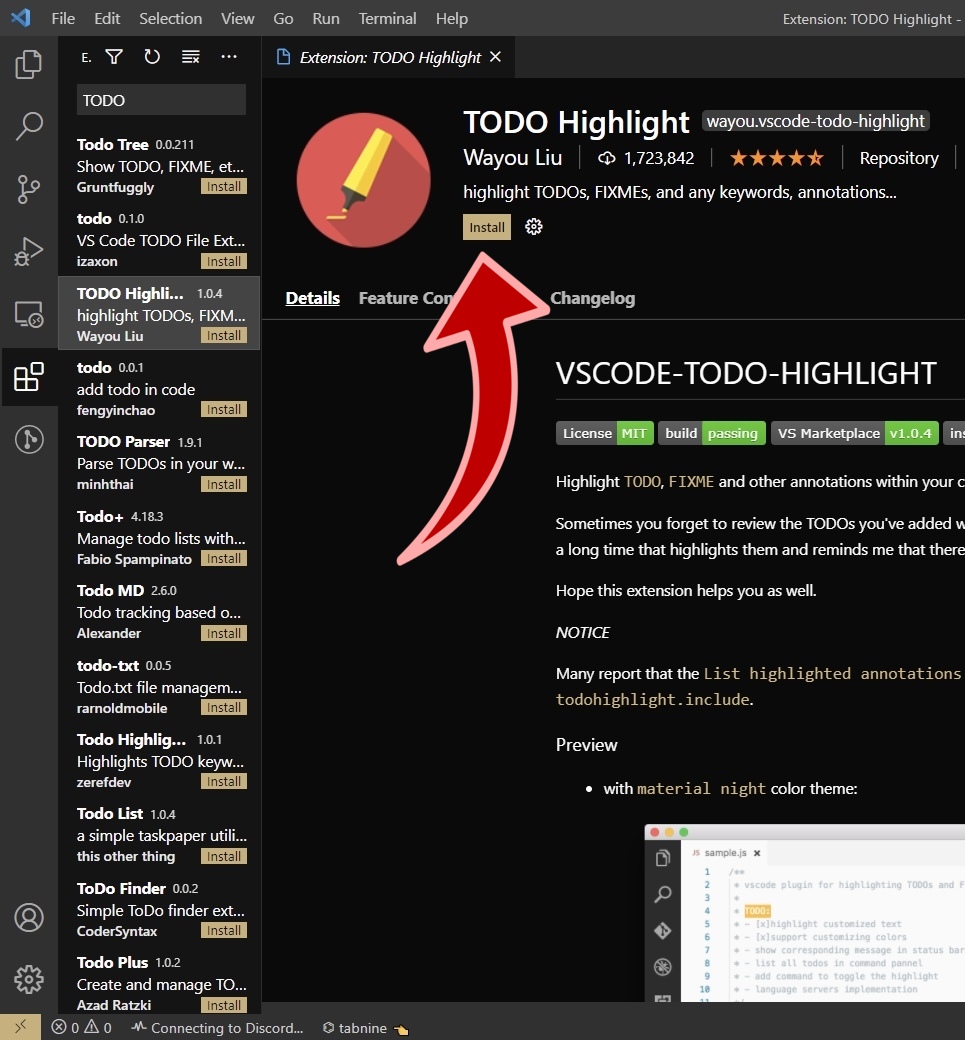 File Edit Selection View Go Run Terminal Help Extension: TODO Highlight -
E.
Extension: TODO Highlight
TODO
Todo Tree 0.0.211
Show TODO, FIXME, et...
Gruntfuggly Install
todo 0.1.0
VS Code TODO File Ext...
izaxon Install
TODO Highli... 1.0.4
highlight TODOs, FIXM...
Wayou Liu Install
todo 0.0.1
add todo in code
fengyinchao Install
TODO Parser 1.9.1
Parse TODOs in your w...
minhthai Install
Todo+ 4.18.3
Manage todo lists with...
Fabio Spampinato Install
Todo MD 2.6.0
Todo tracking based o...
Alexander Install
todo-txt 0.0.5
Todo.txt file managem...
rarnoldmobile Install
Todo Highlig... 1.0.1
Highlights TODO keyw...
zerefdev Install
Todo List 1.0.4
a simple taskpaper utili...
this other thing Install
ToDo Finder 0.0.2
Simple ToDo finder ext...
CoderSyntax Install
Todo Plus 1.0.2
Create and manage TO...
Azad Ratzki Install
TODO Highlight wayou.vscode-todo-highlight
Wayou Liu 1,723,842 Repository
highlight TODOs, FIXMEs, and any keywords, annotations...
Install
Details Feature Con Changelog
VSCODE-TODO-HIGHLIGHT
License MIT build passing VS Marketplace v1.0.4 ins
Highlight TODO, FIXME and other annotations within your c
Sometimes you forget to review the TODOs you've added w
a long time that highlights them and reminds me that there
Hope this extension helps you as well.
NOTICE
Many report that the List highlighted annotations
todohighlight.include.
Preview
• with material night color theme:
JS sample.js ×
1 /**
2 * vscode plugin for highlighting TODOs and F
3 *
4 * TODO:
5 * - [x]highlight customized text
6 * - [x]support customizing colors
7 * - show corresponding message in status bar
8 * - list all todos in command pannel
9 * - add command to toggle the highlight
10 * - language servers implementation
11 */
0 0 Connecting to Discord... tabnine